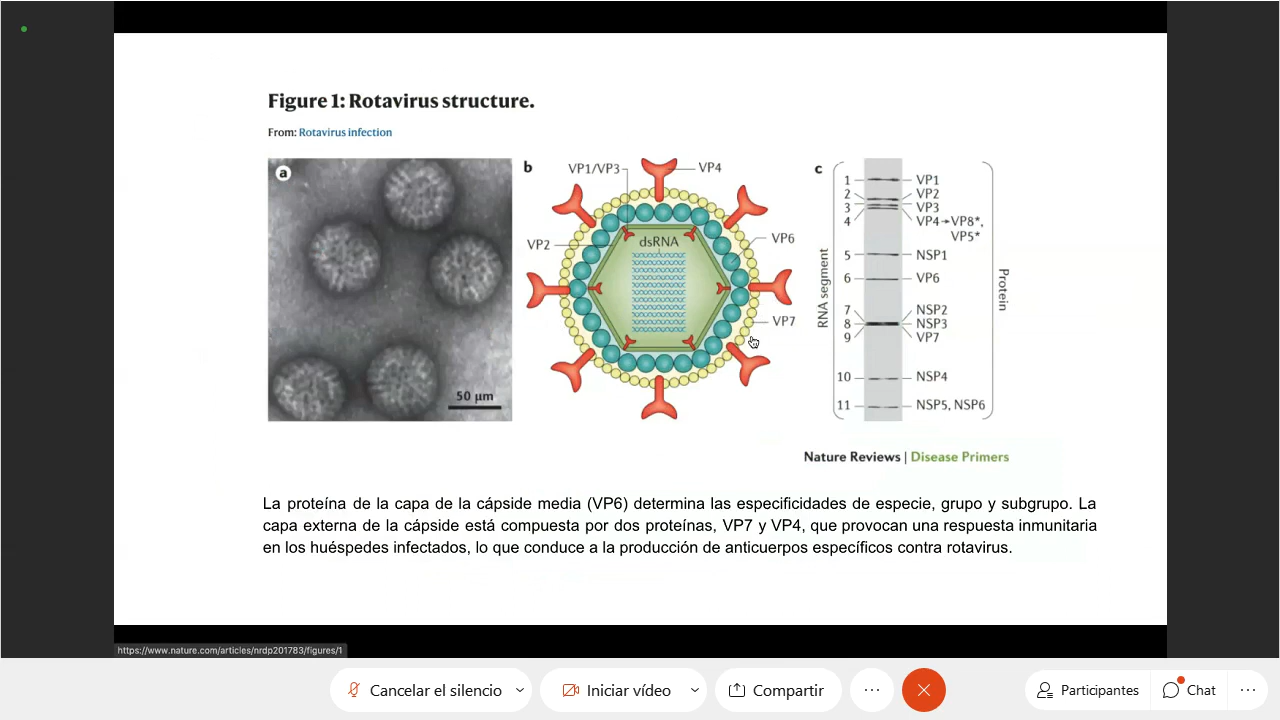 Figure 1: Rotavirus structure.
From: Rotavirus infection
a
50 µm
b
VP1/VP3
VP4
VP2
dsRNA
VP6
VP7
c
RNA segment
1 VP1
2 VP2
3 VP3
4 VP4→VP8*,
VP5*
5 NSP1
6 VP6
7 NSP2
8 NSP3
9 VP7
10 NSP4
11 NSP5, NSP6
Protein
Nature Reviews | Disease Primers
La proteína de la capa de la cápside media (VP6) determina las especificidades de especie, grupo y subgrupo. La
capa externa de la cápside está compuesta por dos proteínas, VP7 y VP4, que provocan una respuesta inmunitaria
en los huéspedes infectados, lo que conduce a la producción de anticuerpos específicos contra rotavirus.
https://www.nature.com/articles/nrdp201783/figures/1
Cancelar el silencio
Iniciar vídeo
Compartir
Participantes
Chat